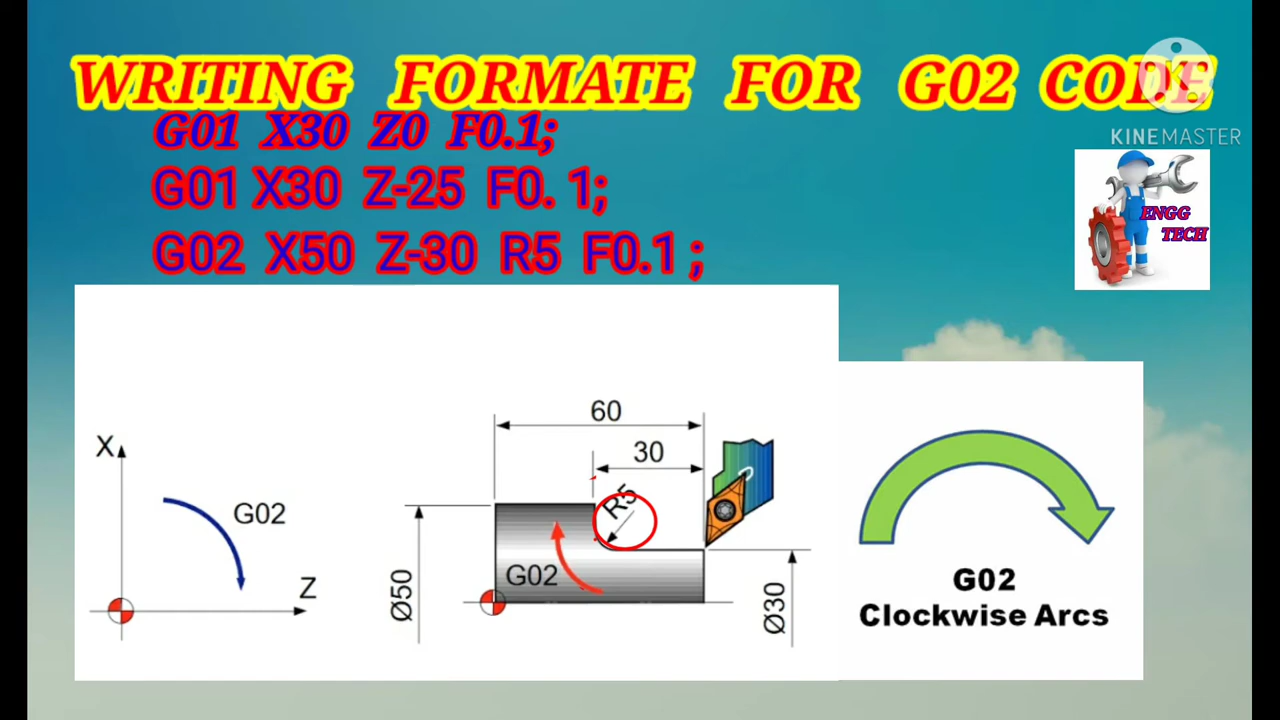 WRITING FORMATE FOR G02 CODE
KINEMASTER
G01 X30 Z0 F0.1;
G01 X30 Z-25 F0. 1;
G02 X50 Z-30 R5 F0.1 ;
ENGG
TECH
60
30
X
G02
R5
Z
G02
Ø50
Ø30
G02
Clockwise Arcs